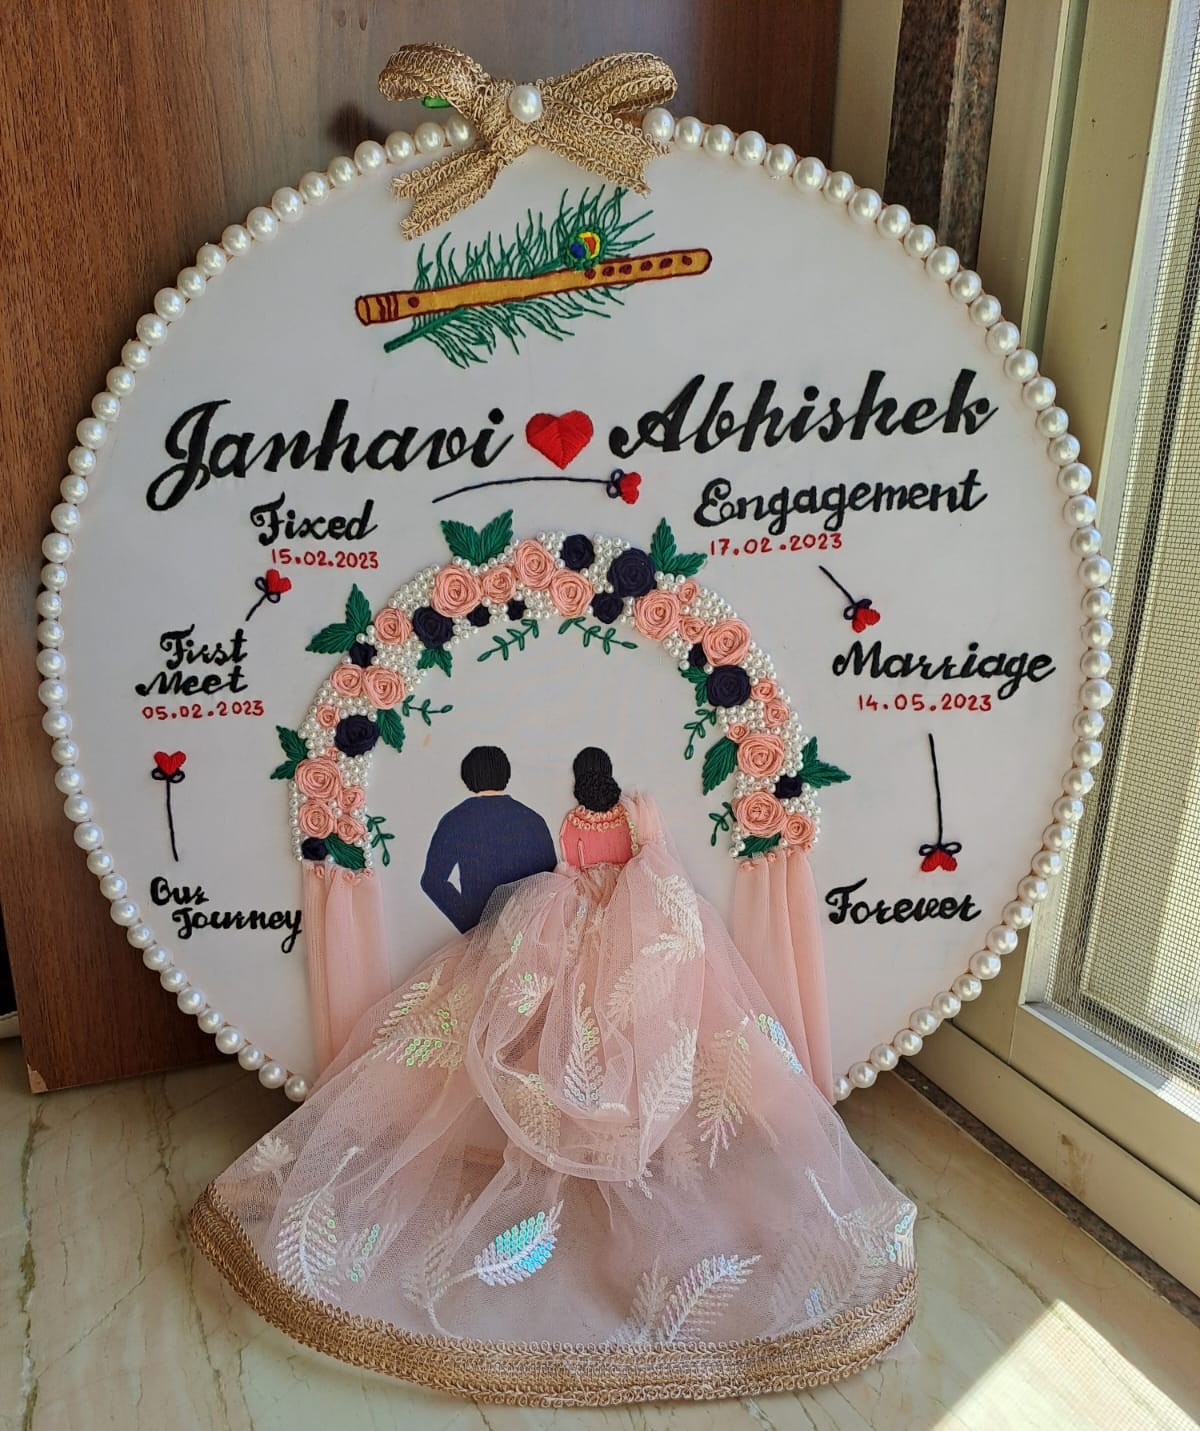 Janhavi Abhishek
Fixed
15.02.2023
Engagement
17.02.2023
First
Meet
05.02.2023
Marriage
14.05.2023
Our
Journey
Forever